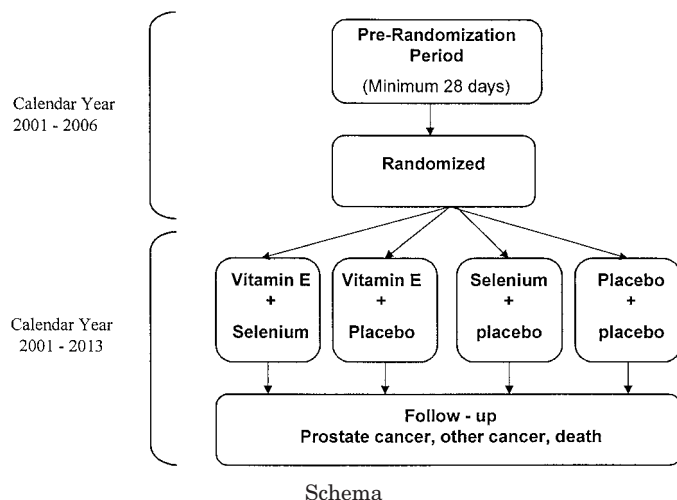 Pre-Randomization
Period
(Minimum 28 days)
Calendar Year
2001 - 2006
Randomized
Vitamin E
+
Selenium
Vitamin E
+
Placebo
Selenium
+
placebo
Placebo
+
placebo
Calendar Year
2001 - 2013
Follow - up
Prostate cancer, other cancer, death
Schema